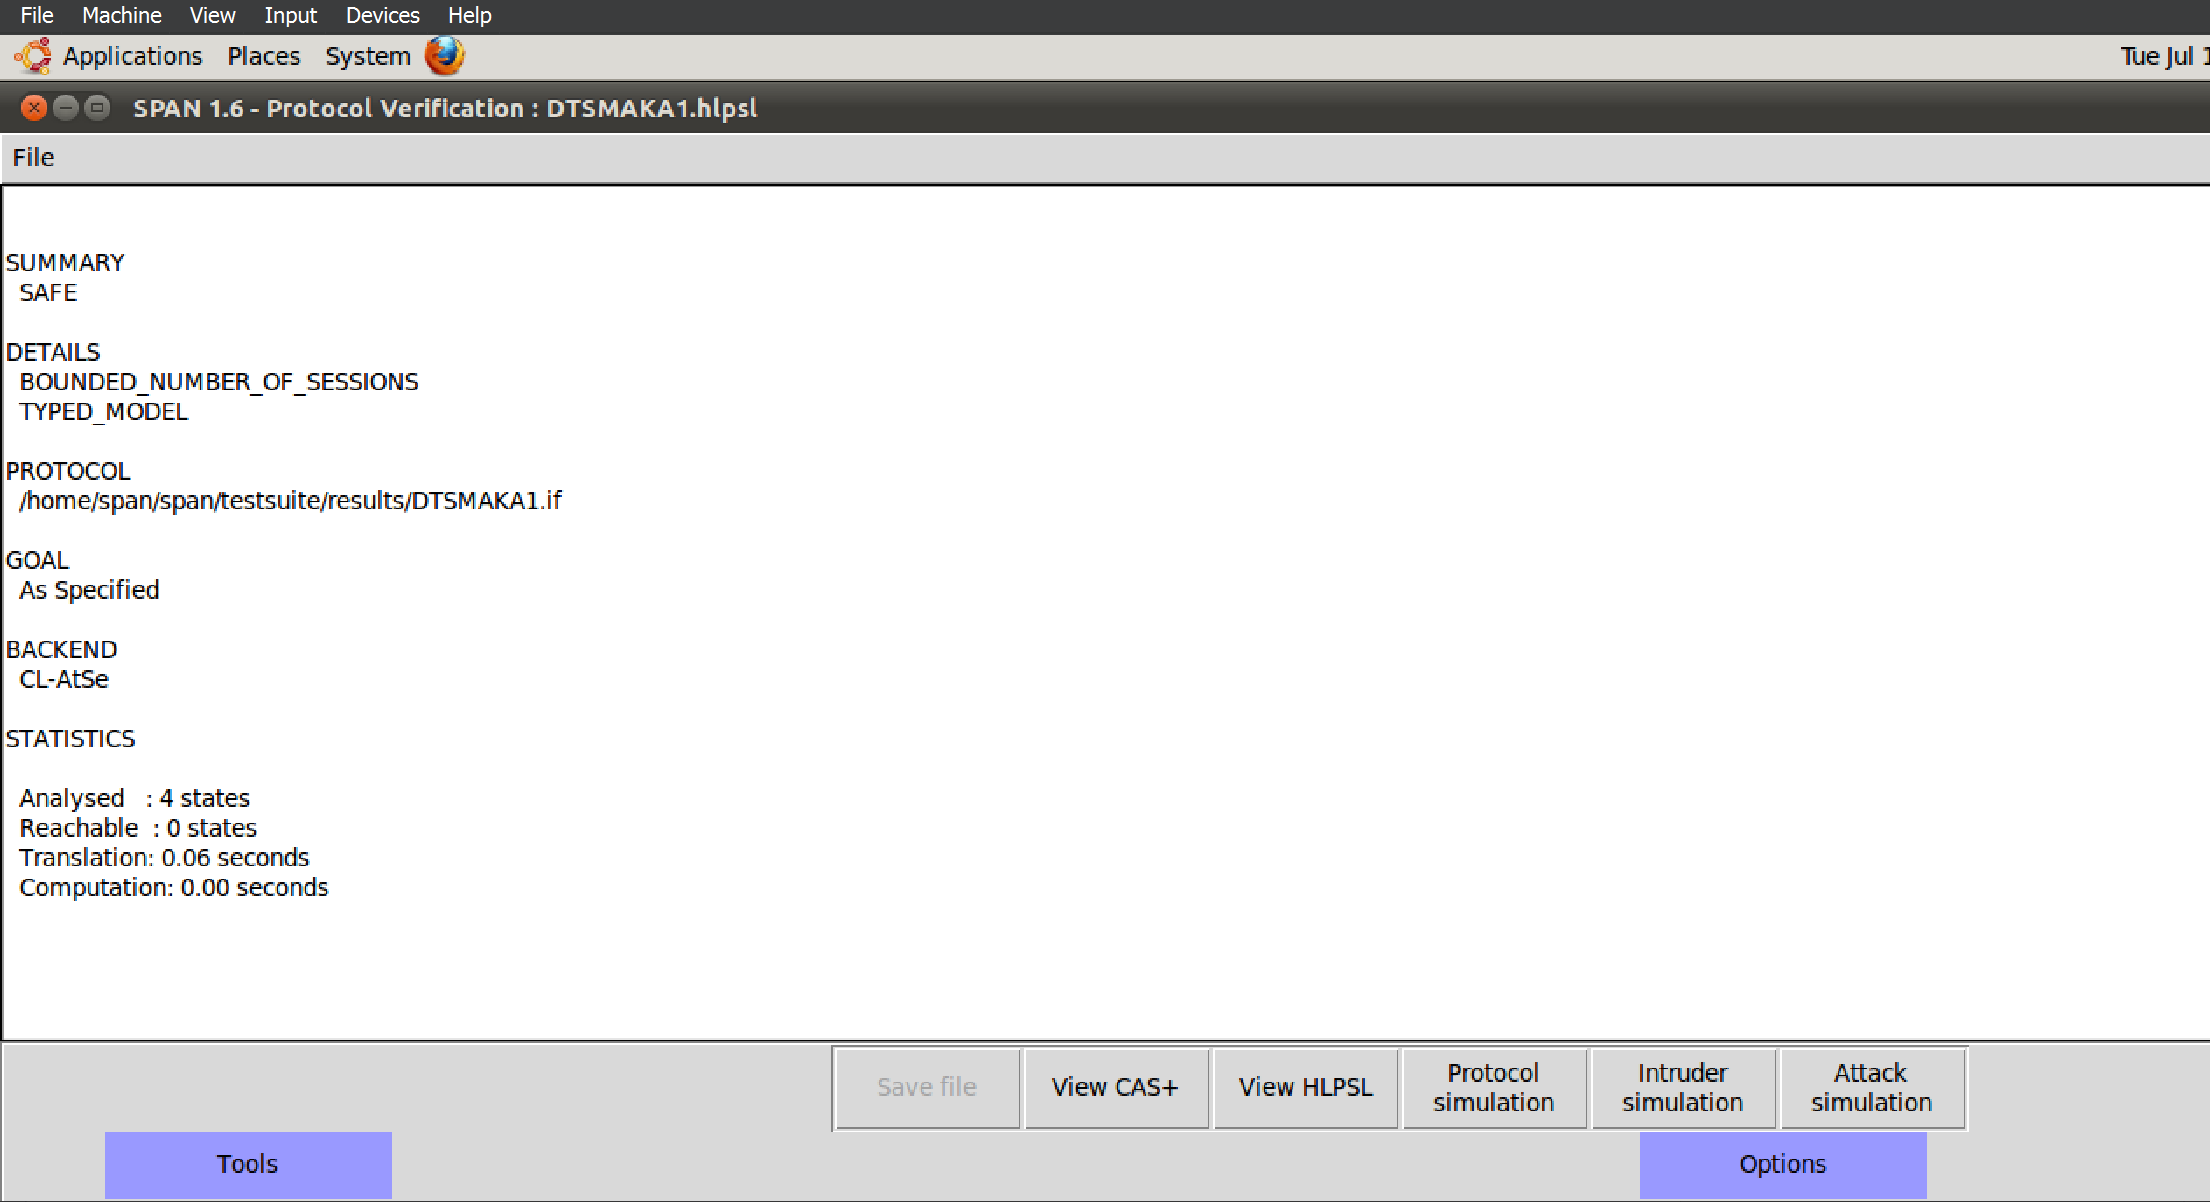 File Machine View Input Devices Help
Applications Places System Tue Jul 1
SPAN 1.6 - Protocol Verification : DTSMAKA1.hlpsl
File
SUMMARY
SAFE
DETAILS
BOUNDED_NUMBER_OF_SESSIONS
TYPED_MODEL
PROTOCOL
/home/span/span/testsuite/results/DTSMAKA1.if
GOAL
As Specified
BACKEND
CL-AtSe
STATISTICS
Analysed : 4 states
Reachable : 0 states
Translation: 0.06 seconds
Computation: 0.00 seconds
Save file View CAS+ View HLPSL Protocol simulation Intruder simulation Attack simulation
Tools Options